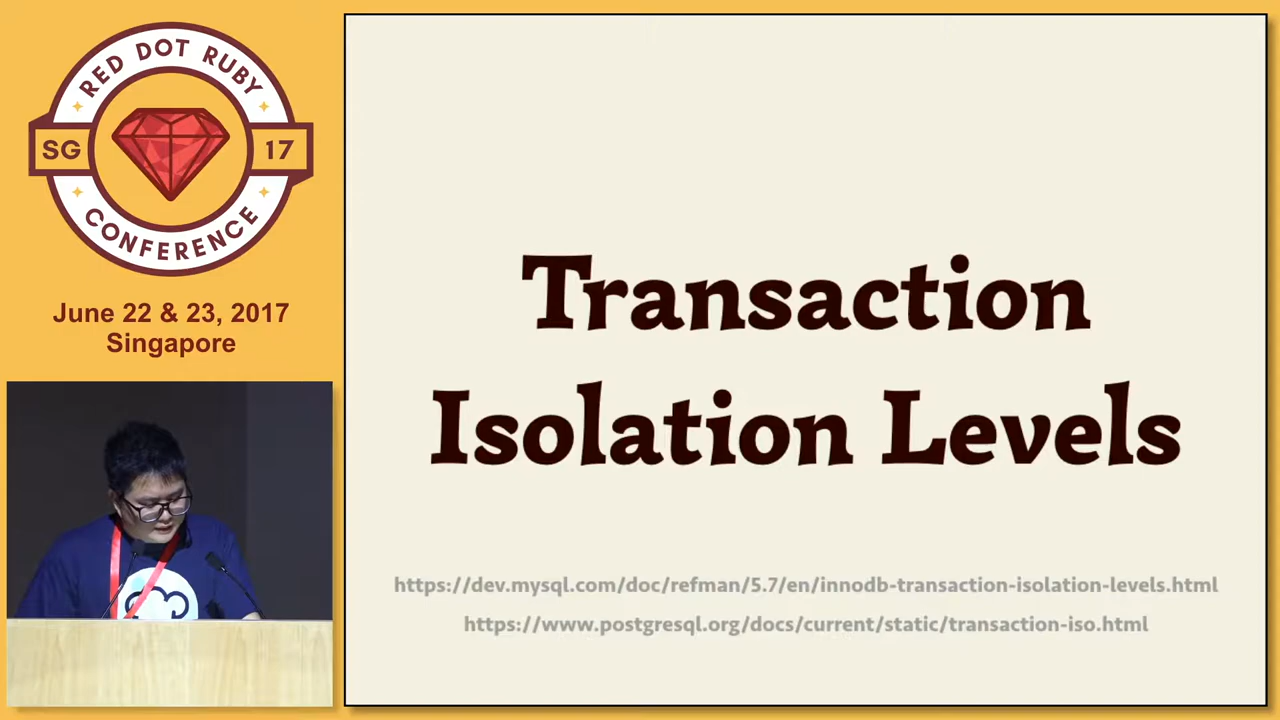 RED DOT RUBY
SG 17
CONFERENCE
June 22 & 23, 2017
Singapore
Transaction
Isolation Levels
https://dev.mysql.com/doc/refman/5.7/en/innodb-transaction-isolation-levels.html
https://www.postgresql.org/docs/current/static/transaction-iso.html